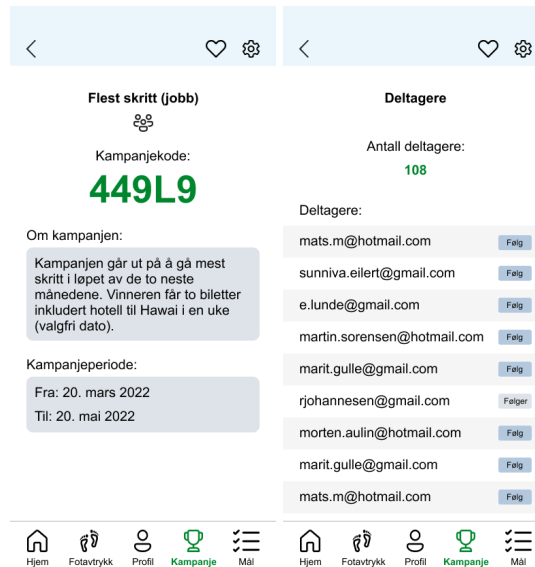 Flest skritt (jobb)
Kampanjekode:
449L9
Om kampanjen:
Kampanjen går ut på å gå mest
skritt i løpet av de to neste
månedene. Vinneren får to biletter
inkludert hotell til Hawai i en uke
(valgfri dato).
Kampanjeperiode:
Fra: 20. mars 2022
Til: 20. mai 2022
Hjem Fotavtrykk Profil Kampanje Mål
Deltagere
Antall deltagere:
108
Deltagere:
mats.m@hotmail.com Følg
sunniva.eilert@gmail.com Følg
e.lunde@gmail.com Følg
martin.sorensen@hotmail.com Følg
marit.gulle@gmail.com Følg
rjohannesen@gmail.com Følger
morten.aulin@hotmail.com Følg
marit.gulle@gmail.com Følg
mats.m@hotmail.com Følg
Hjem Fotavtrykk Profil Kampanje Mål